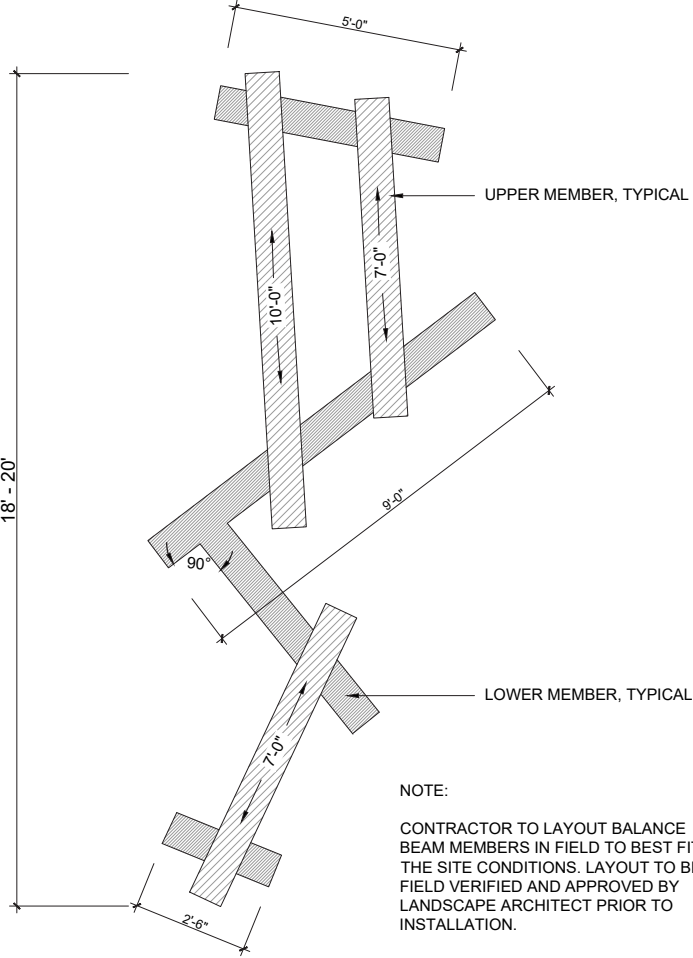 5'-0"
UPPER MEMBER, TYPICAL
7'-0"
10'-0"
18' - 20'
9'-0"
90°
LOWER MEMBER, TYPICAL
7'-0"
NOTE:
CONTRACTOR TO LAYOUT BALANCE
BEAM MEMBERS IN FIELD TO BEST FIT
THE SITE CONDITIONS. LAYOUT TO BE
FIELD VERIFIED AND APPROVED BY
LANDSCAPE ARCHITECT PRIOR TO
INSTALLATION.
2'-6"